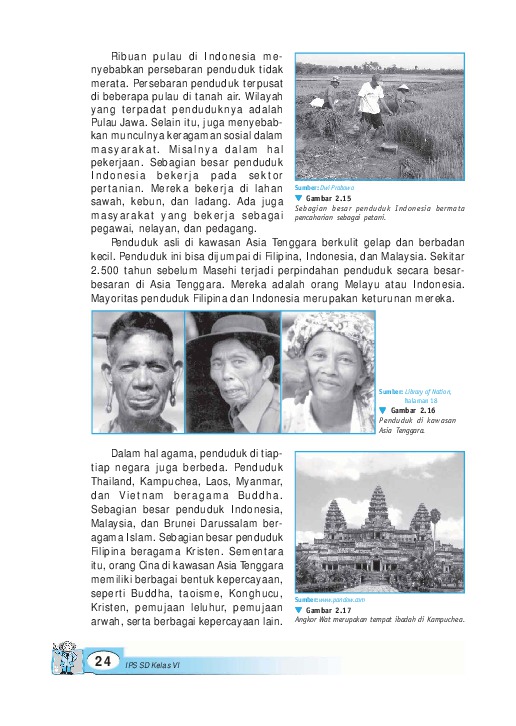 Ribuan pulau di Indonesia me-
nyebabkan persebaran penduduk tidak
merata. Persebaran penduduk terpusat
di beberapa pulau di tanah air. Wilayah
yang terpadat penduduknya adalah
Pulau Jawa. Selain itu, juga menyebab-
kan munculnya keragaman sosial dalam
masyarakat. Misalnya dalam hal
pekerjaan. Sebagian besar penduduk
Indonesia bekerja pada sektor
pertanian. Mereka bekerja di lahan
sawah, kebun, dan ladang. Ada juga
masyarakat yang bekerja sebagai
pegawai, nelayan, dan pedagang.
Sumber: Dwi Prabowo
Gambar 2.15
Sebagian besar penduduk Indonesia bermata
pencaharian sebagai petani.
Penduduk asli di kawasan Asia Tenggara berkulit gelap dan berbadan
kecil. Penduduk ini bisa dijumpai di Filipina, Indonesia, dan Malaysia. Sekitar
2.500 tahun sebelum Masehi terjadi perpindahan penduduk secara besar-
besaran di Asia Tenggara. Mereka adalah orang Melayu atau Indonesia.
Mayoritas penduduk Filipina dan Indonesia merupakan keturunan mereka.
Sumber: Library of Nation,
halaman 18
Gambar 2.16
Penduduk di kawasan
Asia Tenggara.
Dalam hal agama, penduduk di tiap-
tiap negara juga berbeda. Penduduk
Thailand, Kampuchea, Laos, Myanmar,
dan Vietnam beragama Buddha.
Sebagian besar penduduk Indonesia,
Malaysia, dan Brunei Darussalam ber-
agama Islam. Sebagian besar penduduk
Filipina beragama Kristen. Sementara
itu, orang Cina di kawasan Asia Tenggara
memiliki berbagai bentuk kepercayaan,
seperti Buddha, taoisme, Konghucu,
Kristen, pemujaan leluhur, pemujaan
arwah, serta berbagai kepercayaan lain.
Sumber: www.pandaw.com
Gambar 2.17
Angkor Wat merupakan tempat ibadah di Kampuchea.
24
IPS SD Kelas VI